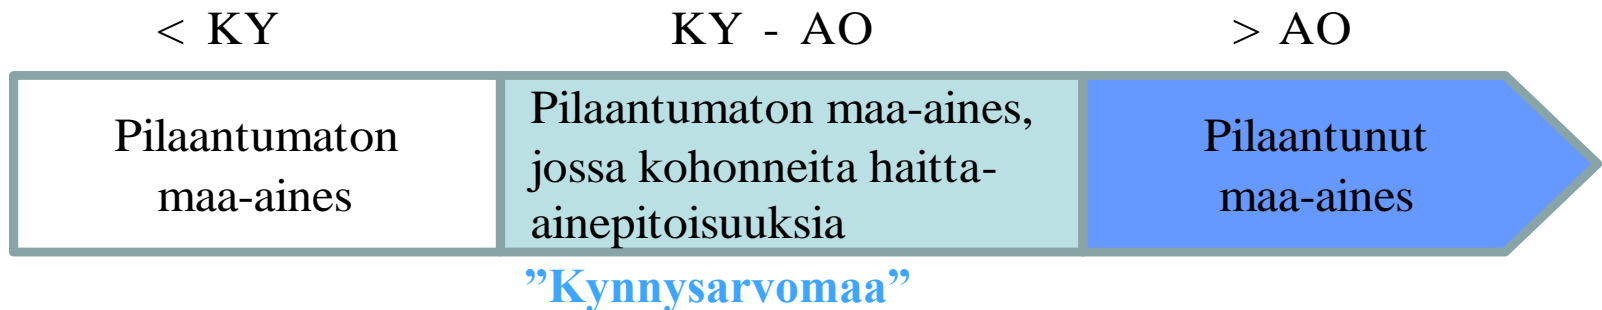 < KY
KY - AO
> AO
Pilaantumaton
maa-aines
Pilaantumaton maa-aines,
jossa kohonneita haitta-
ainepitoisuuksia
Pilaantunut
maa-aines
”Kynnysarvomaa”